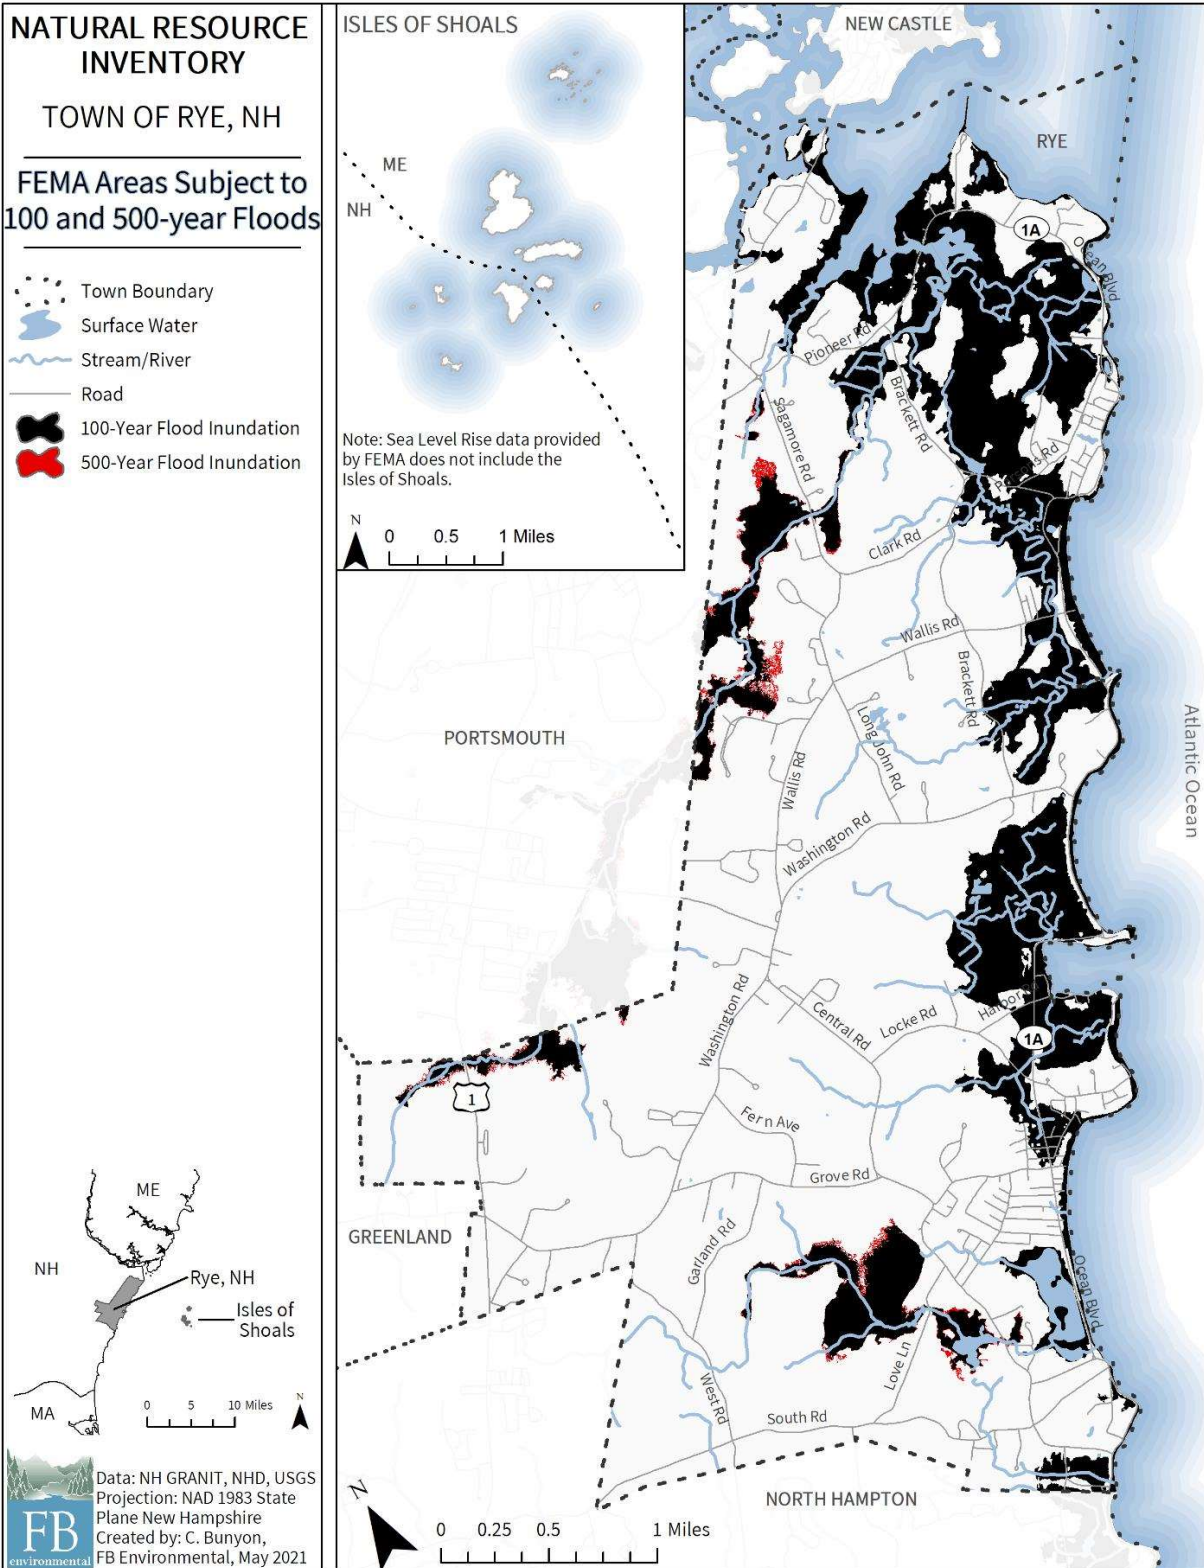 NATURAL RESOURCE
INVENTORY
TOWN OF RYE, NH
FEMA Areas Subject to
100 and 500-year Floods
Town Boundary
Surface Water
Stream/River
Road
100-Year Flood Inundation
500-Year Flood Inundation
ISLES OF SHOALS
ME
NH
Note: Sea Level Rise data provided
by FEMA does not include the
Isles of Shoals.
N
0 0.5 1 Miles
NEW CASTLE
RYE
1A
Ocean Blvd
Pioneer Rd
Brackett Rd
Sagamore Rd
Parsons Rd
Clark Rd
Wallis Rd
Brackett Rd
PORTSMOUTH
Long John Rd
Wallis Rd
Atlantic Ocean
Washington Rd
Washington Rd
Central Rd
Locke Rd
Harbor Rd
1A
1
Fern Ave
Grove Rd
GREENLAND
Garland Rd
Ocean Blvd
Love Ln
West Rd
South Rd
NORTH HAMPTON
N
0 0.25 0.5 1 Miles
ME
NH
Rye, NH
Isles of
Shoals
MA
0 5 10 Miles
N
FB
environmental
Data: NH GRANIT, NHD, USGS
Projection: NAD 1983 State
Plane New Hampshire
Created by: C. Bunyon,
FB Environmental, May 2021